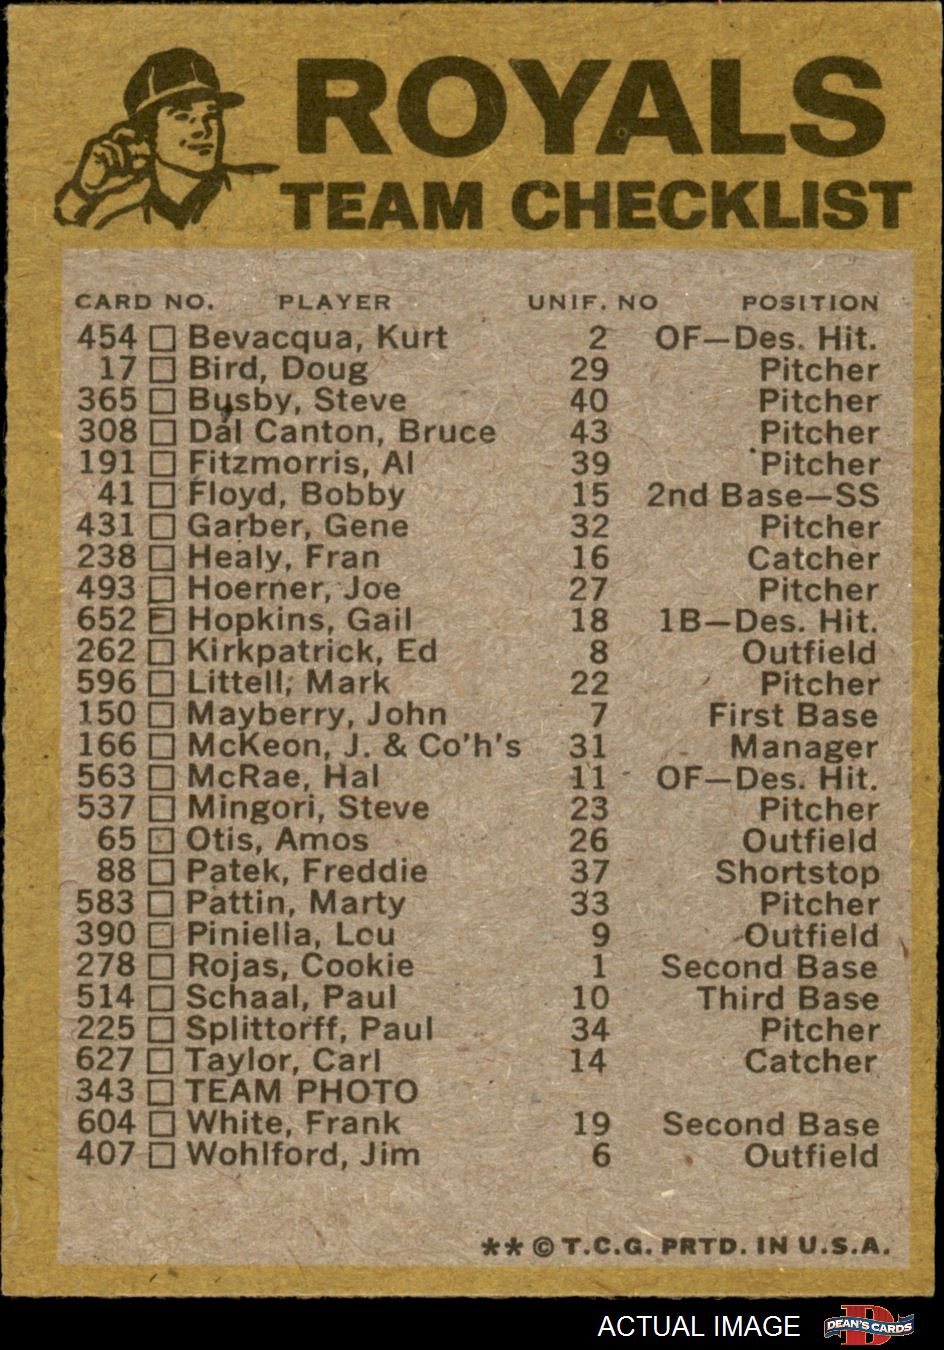 ROYALS
TEAM CHECKLIST
CARD NO. PLAYER UNIF. NO POSITION
454 Bevacqua, Kurt 2 OF—Des. Hit.
17 Bird, Doug 29 Pitcher
365 Busby, Steve 40 Pitcher
308 Dal Canton, Bruce 43 Pitcher
191 Fitzmorris, Al 39 Pitcher
41 Floyd, Bobby 15 2nd Base—SS
431 Garber, Gene 32 Pitcher
238 Healy, Fran 16 Catcher
493 Hoerner, Joe 27 Pitcher
652 Hopkins, Gail 18 1B—Des. Hit.
262 Kirkpatrick, Ed 8 Outfield
596 Littell, Mark 22 Pitcher
150 Mayberry, John 7 First Base
166 McKeon, J. & Co'h's 31 Manager
563 McRae, Hal 11 OF—Des. Hit.
537 Mingori, Steve 23 Pitcher
65 Otis, Amos 26 Outfield
88 Patek, Freddie 37 Shortstop
583 Pattin, Marty 33 Pitcher
390 Piniella, Lou 9 Outfield
278 Rojas, Cookie 1 Second Base
514 Schaal, Paul 10 Third Base
225 Splittorff, Paul 34 Pitcher
627 Taylor, Carl 14 Catcher
343 TEAM PHOTO
604 White, Frank 19 Second Base
407 Wohlford, Jim 6 Outfield
** © T.C.G. PRTD. IN U.S.A.
ACTUAL IMAGE DEAN'S CARDS